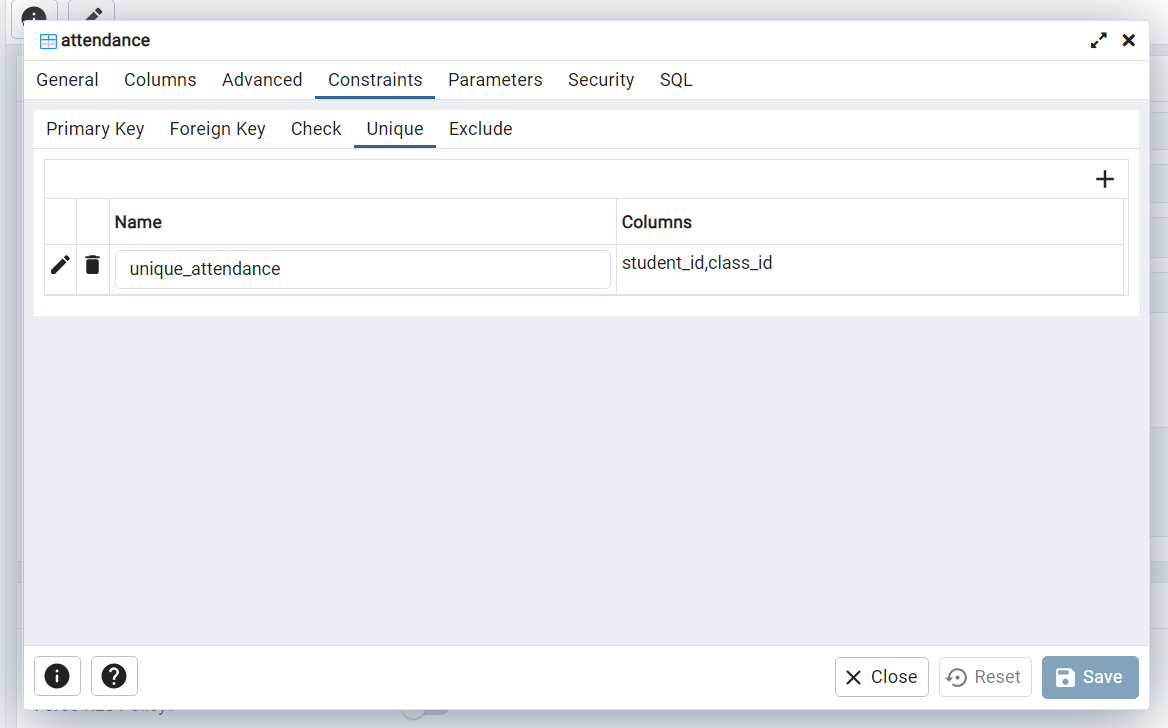 attendance
General Columns Advanced Constraints Parameters Security SQL
Primary Key Foreign Key Check Unique Exclude
Name Columns
unique_attendance student_id,class_id
Close Reset Save